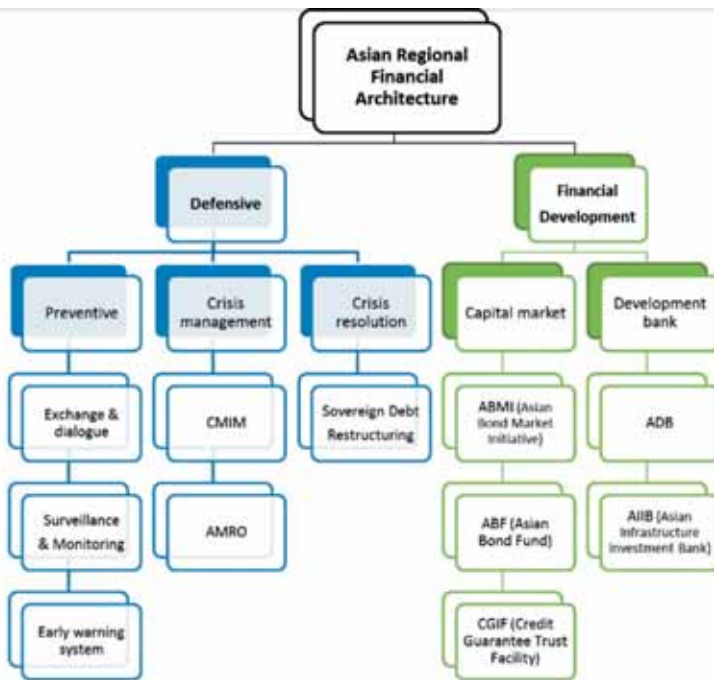 Asian Regional
Financial
Architecture
Defensive
Financial
Development
Preventive
Crisis
management
Crisis
resolution
Capital market
Development
bank
Exchange &
dialogue
CMIM
Sovereign Debt
Restructuring
ABMI (Asian
Bond Market
Initiative)
ADB
Surveillance
& Monitoring
AMRO
ABF (Asian
Bond Fund)
AIIB (Asian
Infrastructure
Investment Bank)
Early warning
system
CGIF (Credit
Guarantee Trust
Facility)